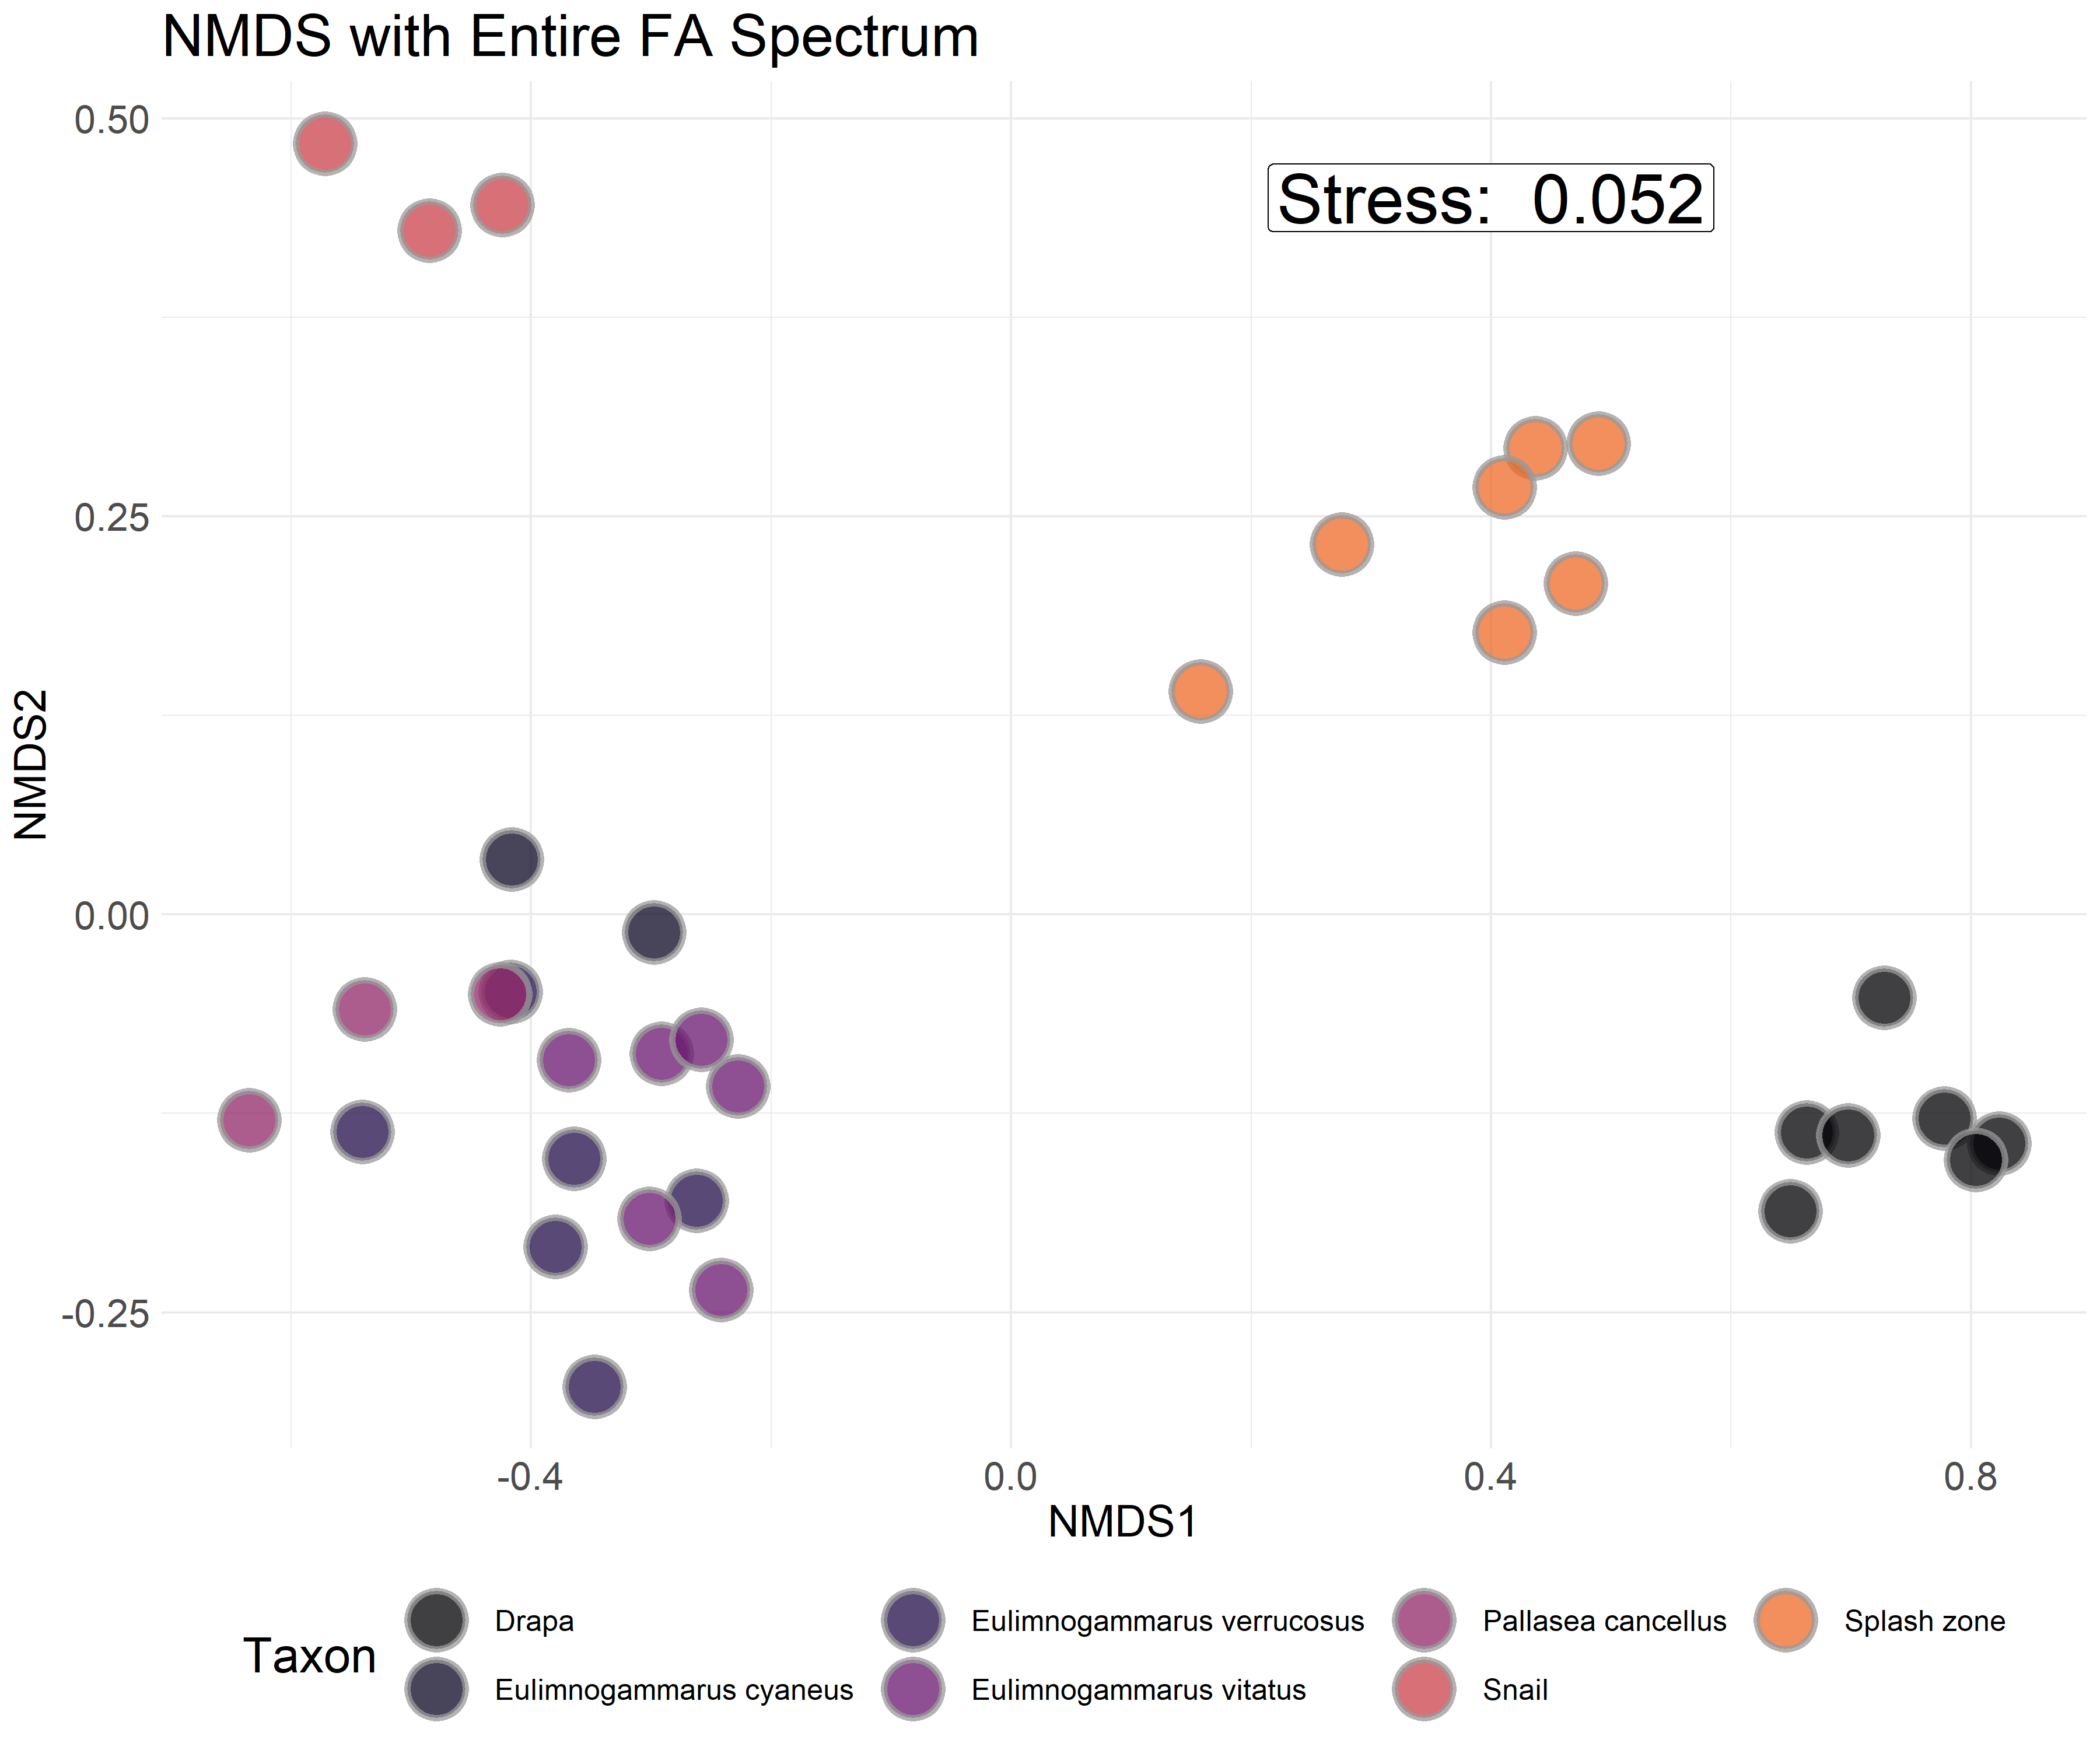 NMDS with Entire FA Spectrum
0.50
Stress:  0.052
0.25
NMDS2
0.00
-0.25
-0.4 0.0 0.4 0.8
NMDS1
Taxon
Drapa Eulimnogammarus verrucosus Pallasea cancellus Splash zone
Eulimnogammarus cyaneus Eulimnogammarus vitatus Snail